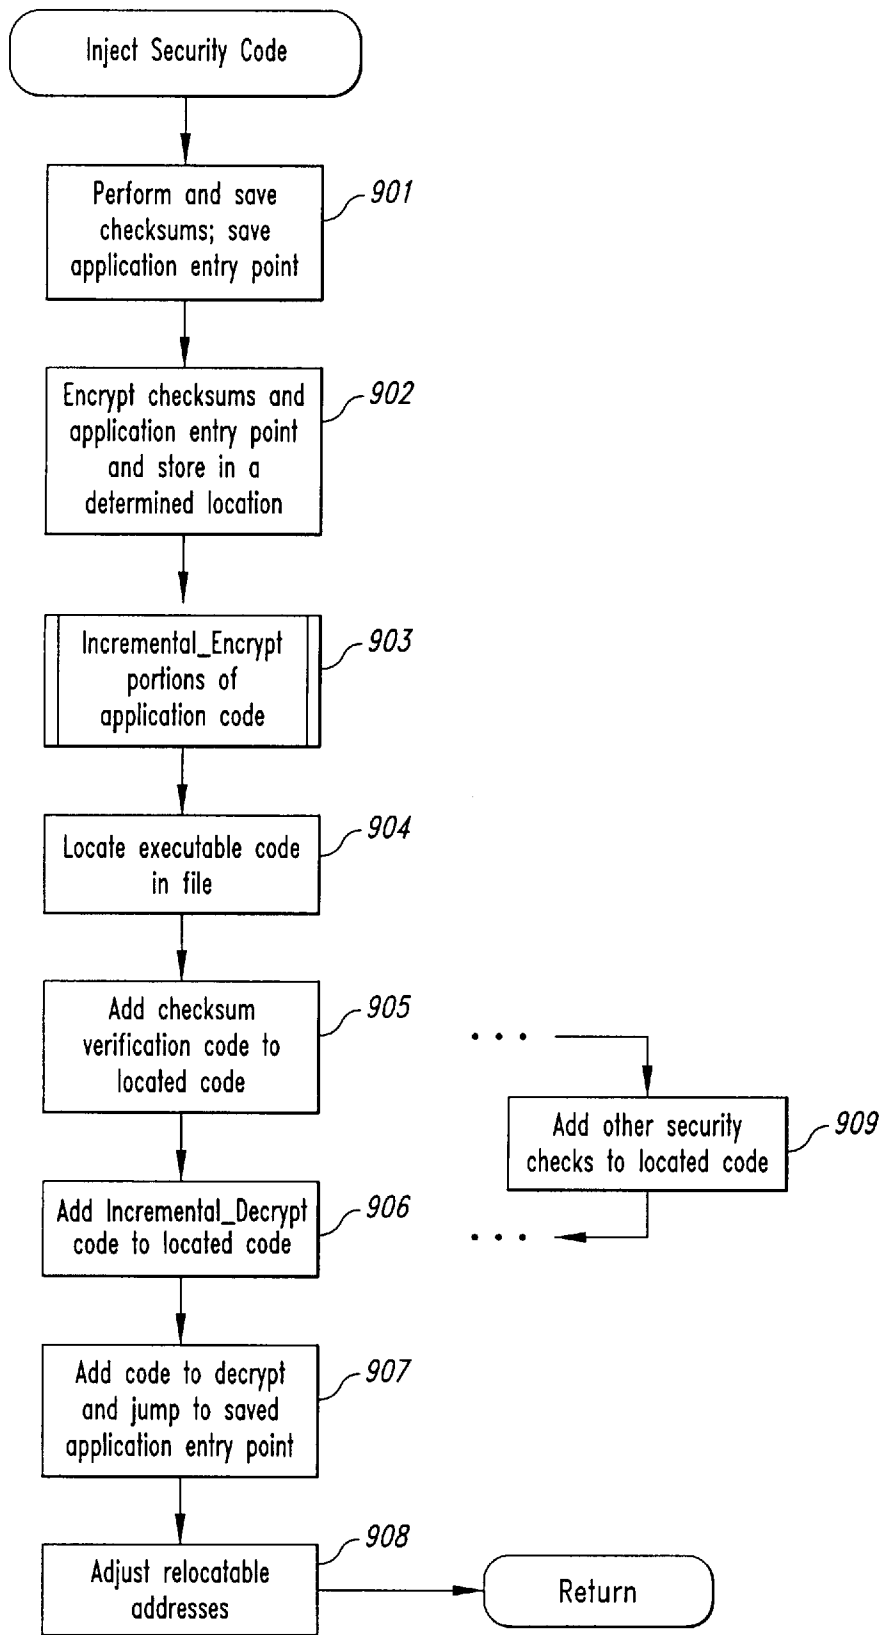 Inject Security Code
Perform and save
checksums; save
application entry point
901
Encrypt checksums and
application entry point
and store in a
determined location
902
Incremental_Encrypt
portions of
application code
903
Locate executable code
in file
904
Add checksum
verification code to
located code
905
. . .
Add other security
checks to located code
909
. . .
Add Incremental_Decrypt
code to located code
906
Add code to decrypt
and jump to saved
application entry point
907
Adjust relocatable
addresses
908
Return